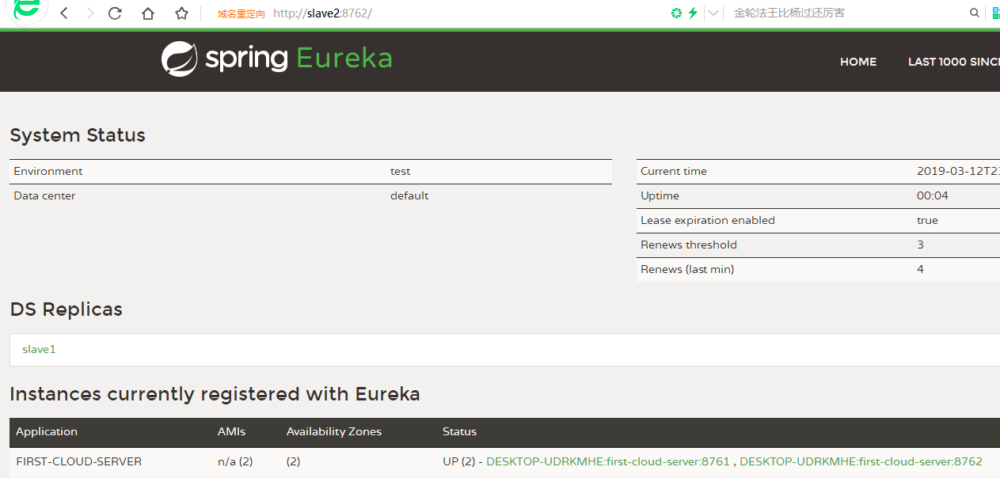 域名重定向 http://slave2:8762/ 金轮法王比杨过还厉害
spring Eureka
HOME LAST 1000 SINC
System Status
Environment test
Data center default
Current time 2019-03-12T2
Uptime 00:04
Lease expiration enabled true
Renews threshold 3
Renews (last min) 4
DS Replicas
slave1
Instances currently registered with Eureka
Application AMIs Availability Zones Status
FIRST-CLOUD-SERVER n/a (2) (2) UP (2) - DESKTOP-UDRKMHE:first-cloud-server:8761 , DESKTOP-UDRKMHE:first-cloud-server:8762